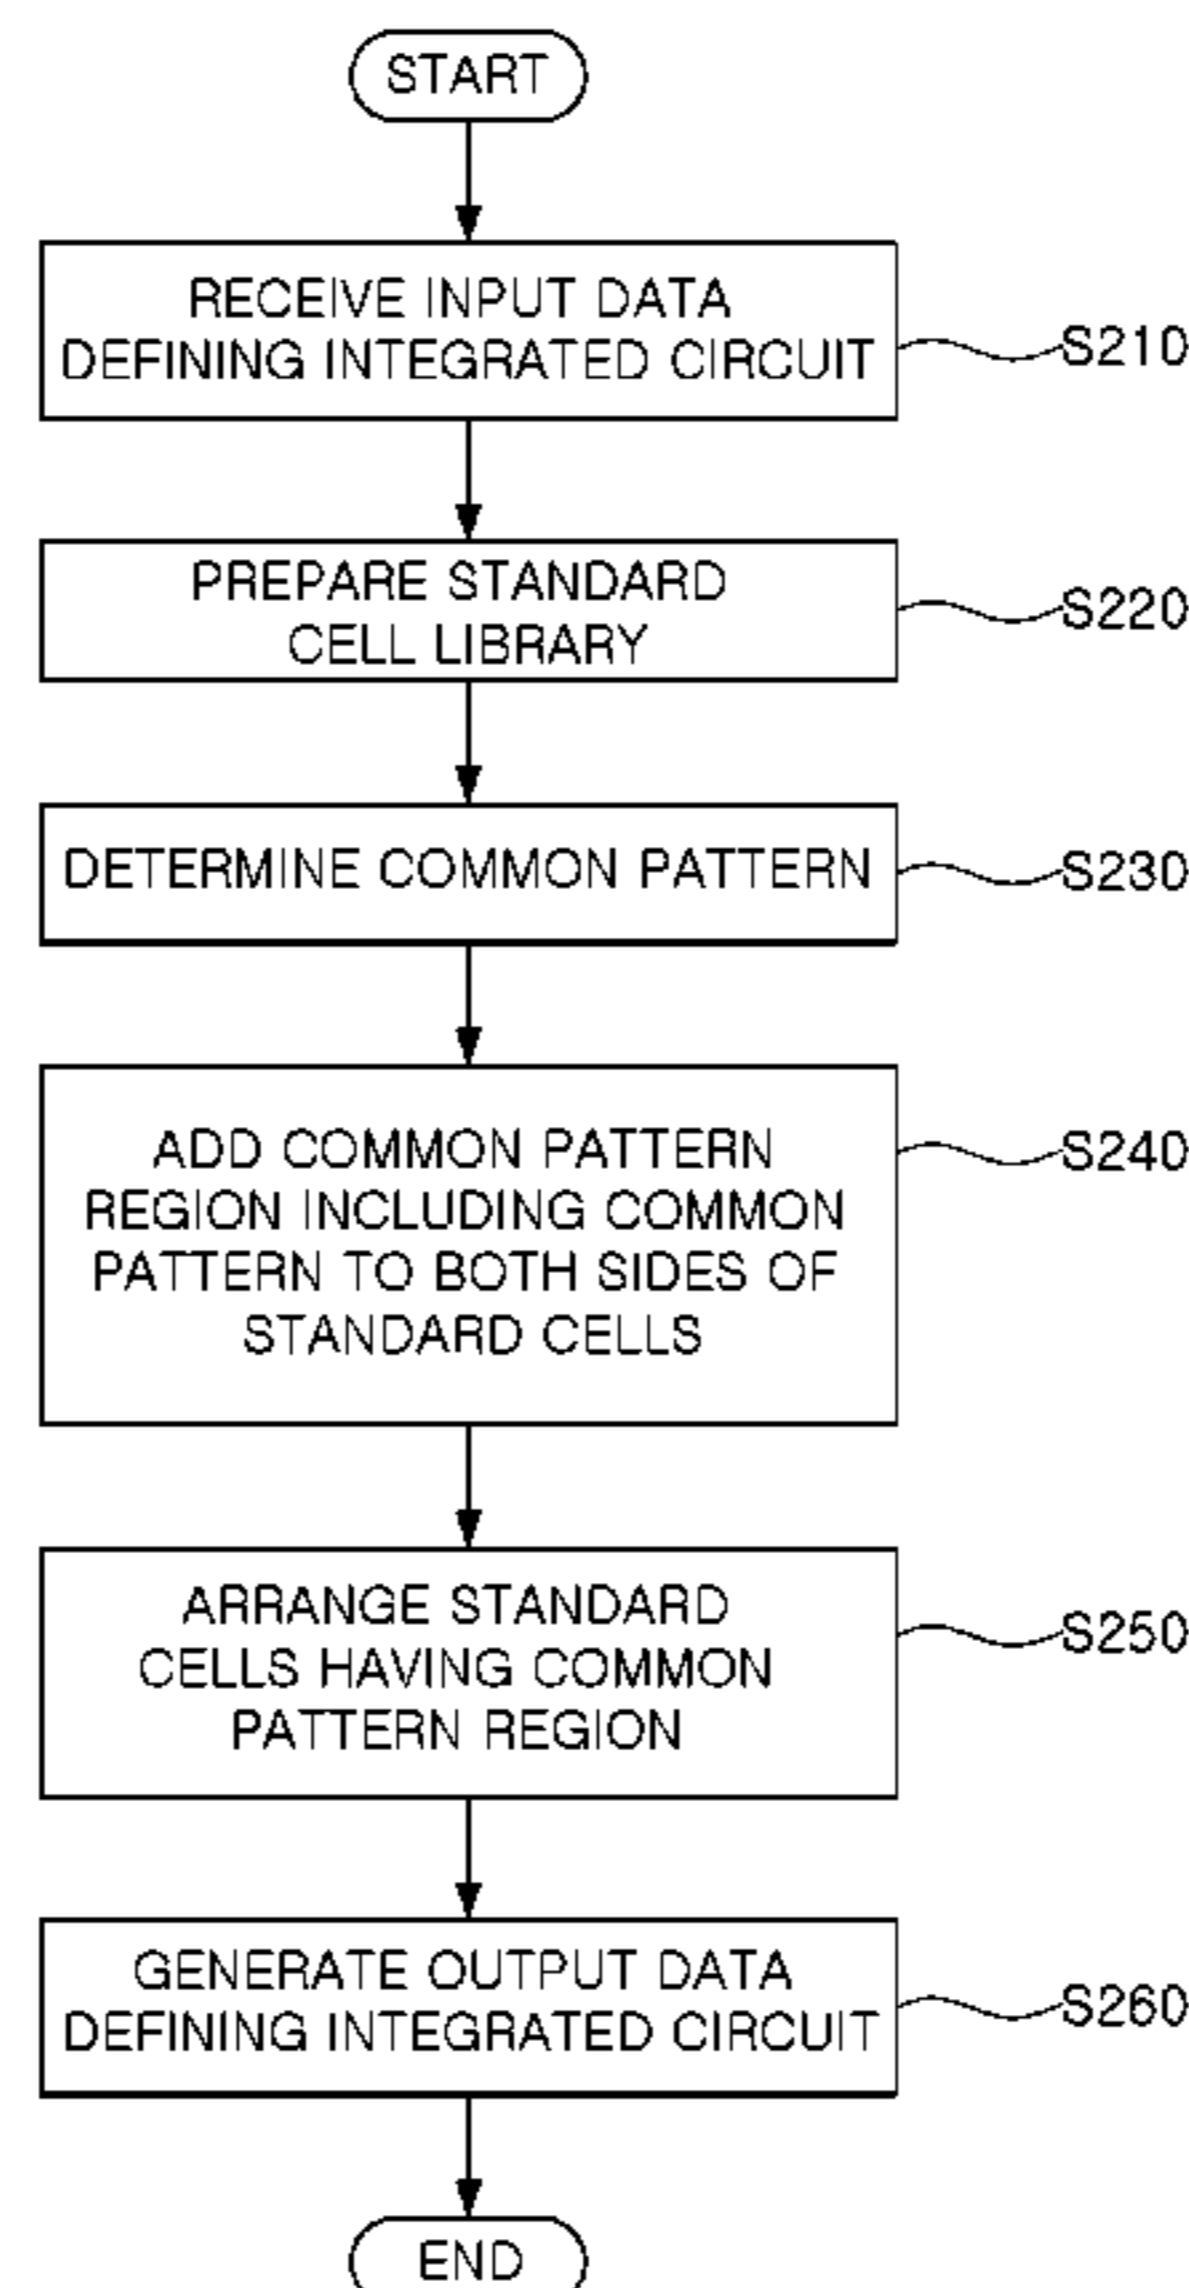 START
RECEIVE INPUT DATA
DEFINING INTEGRATED CIRCUIT
S210
PREPARE STANDARD
CELL LIBRARY
S220
DETERMINE COMMON PATTERN
S230
ADD COMMON PATTERN
REGION INCLUDING COMMON
PATTERN TO BOTH SIDES OF
STANDARD CELLS
S240
ARRANGE STANDARD
CELLS HAVING COMMON
PATTERN REGION
S250
GENERATE OUTPUT DATA
DEFINING INTEGRATED CIRCUIT
S260
END